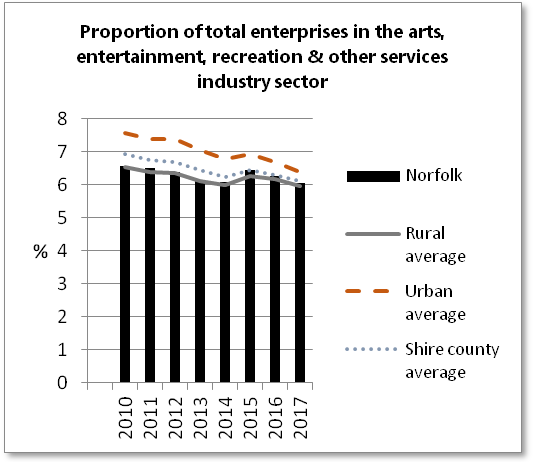 Proportion of total enterprises in the arts,
entertainment, recreation & other services
industry sector
8
7
6
5
% 4
3
2
1
0
2010 2011 2012 2013 2014 2015 2016 2017
Norfolk
Rural
average
Urban
average
Shire county
average